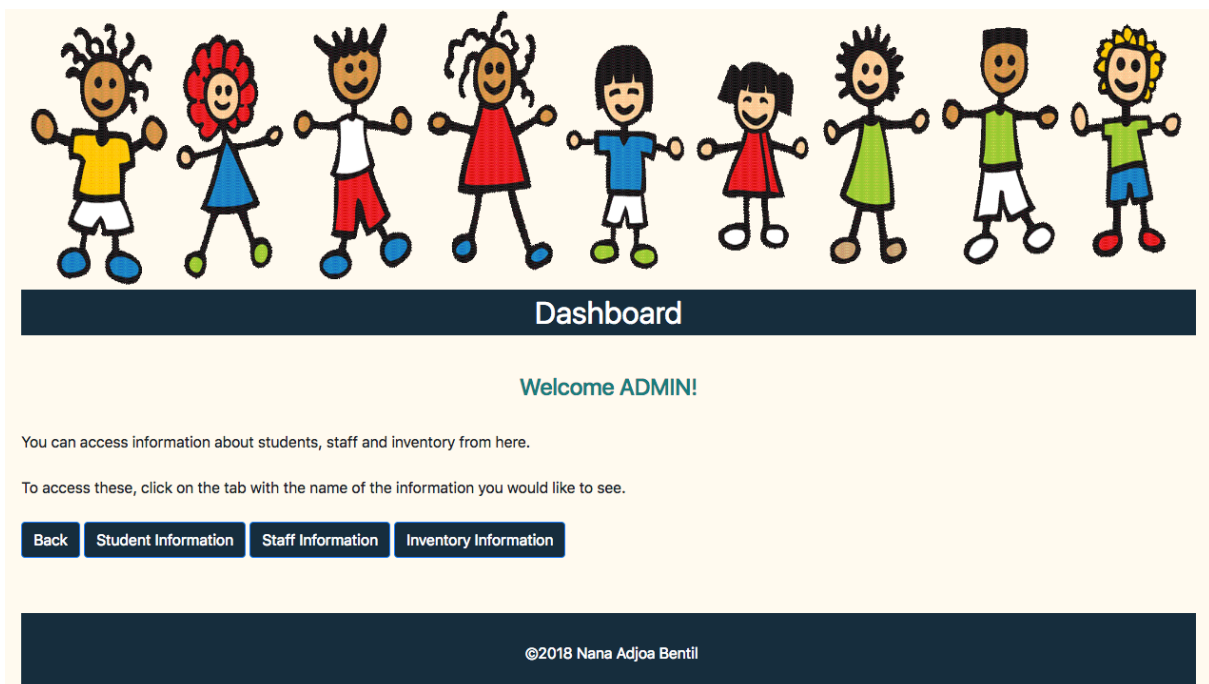 Dashboard
Welcome ADMIN!
You can access information about students, staff and inventory from here.
To access these, click on the tab with the name of the information you would like to see.
Back Student Information Staff Information Inventory Information
©2018 Nana Adjoa Bentil